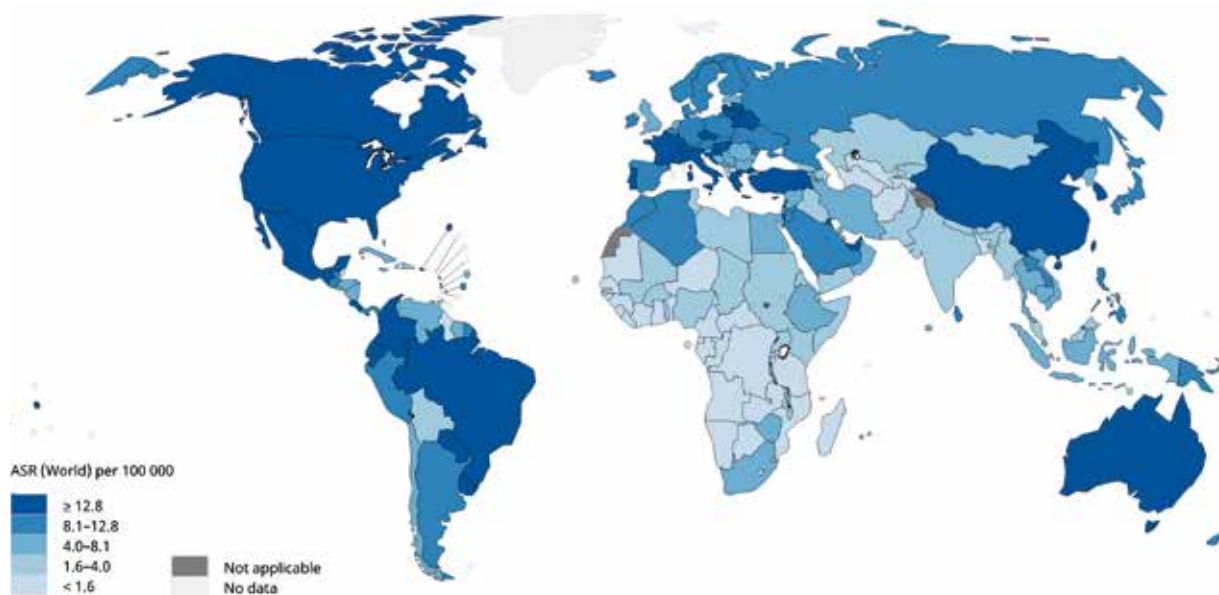 ASR (World) per 100 000
≥ 12.8
8.1–12.8
4.0–8.1
1.6–4.0
< 1.6
Not applicable
No data